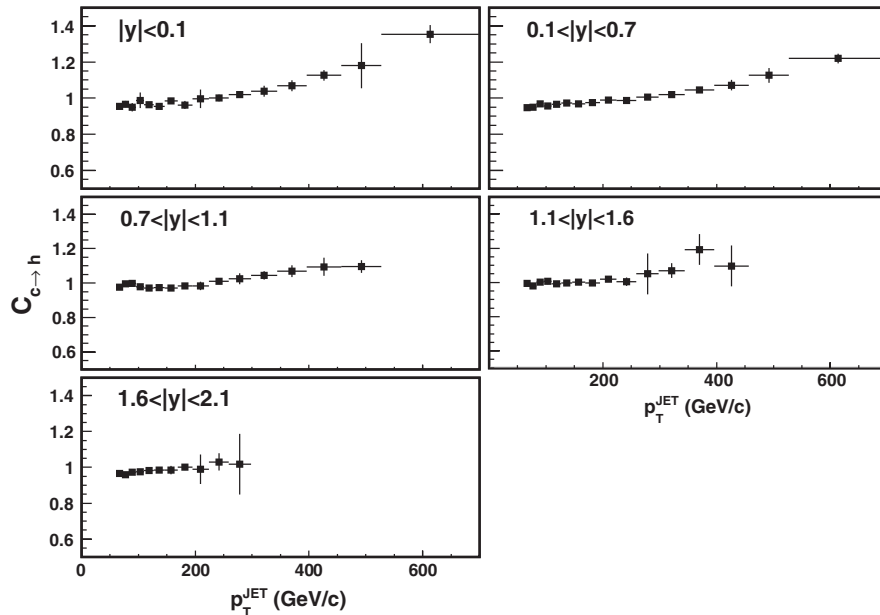 |y|<0.1
0.1<|y|<0.7
1.4
1.2
1
0.8
0.6
0.7<|y|<1.1
1.1<|y|<1.6
1.4
1.2
1
0.8
0.6
C c→ h
200 400 600
p_T^JET (GeV/c)
1.6<|y|<2.1
1.4
1.2
1
0.8
0.6
0 200 400 600
p_T^JET (GeV/c)